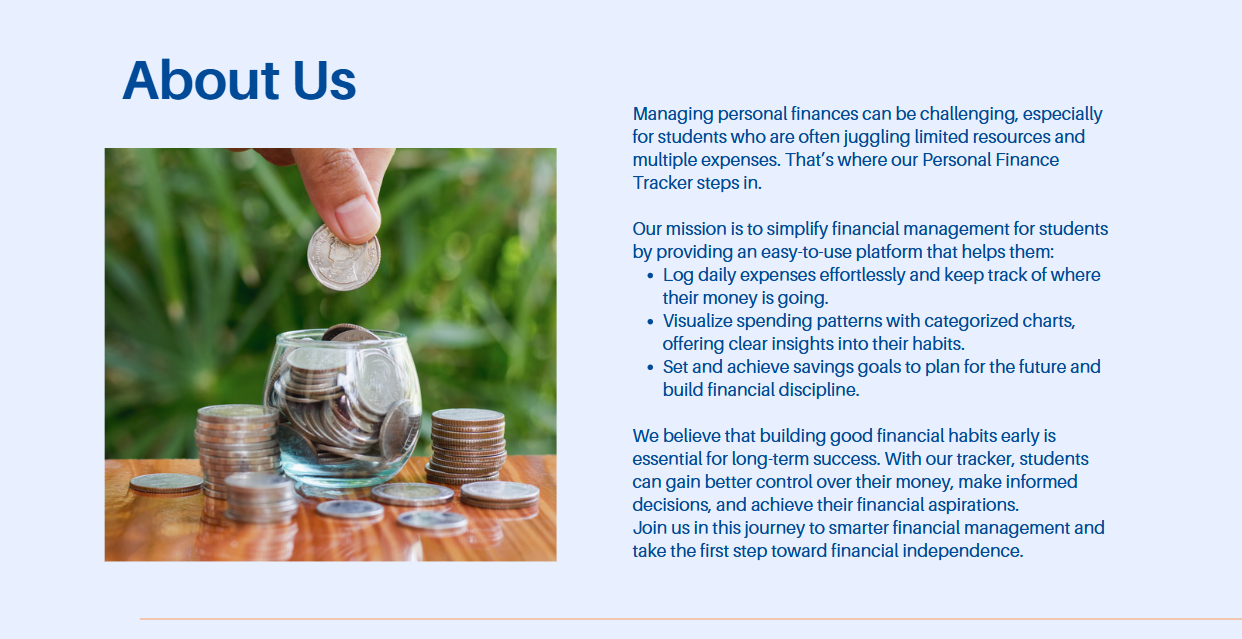 About Us
Managing personal finances can be challenging, especially
for students who are often juggling limited resources and
multiple expenses. That’s where our Personal Finance
Tracker steps in.
Our mission is to simplify financial management for students
by providing an easy-to-use platform that helps them:
• Log daily expenses effortlessly and keep track of where
their money is going.
• Visualize spending patterns with categorized charts,
offering clear insights into their habits.
• Set and achieve savings goals to plan for the future and
build financial discipline.
We believe that building good financial habits early is
essential for long-term success. With our tracker, students
can gain better control over their money, make informed
decisions, and achieve their financial aspirations.
Join us in this journey to smarter financial management and
take the first step toward financial independence.